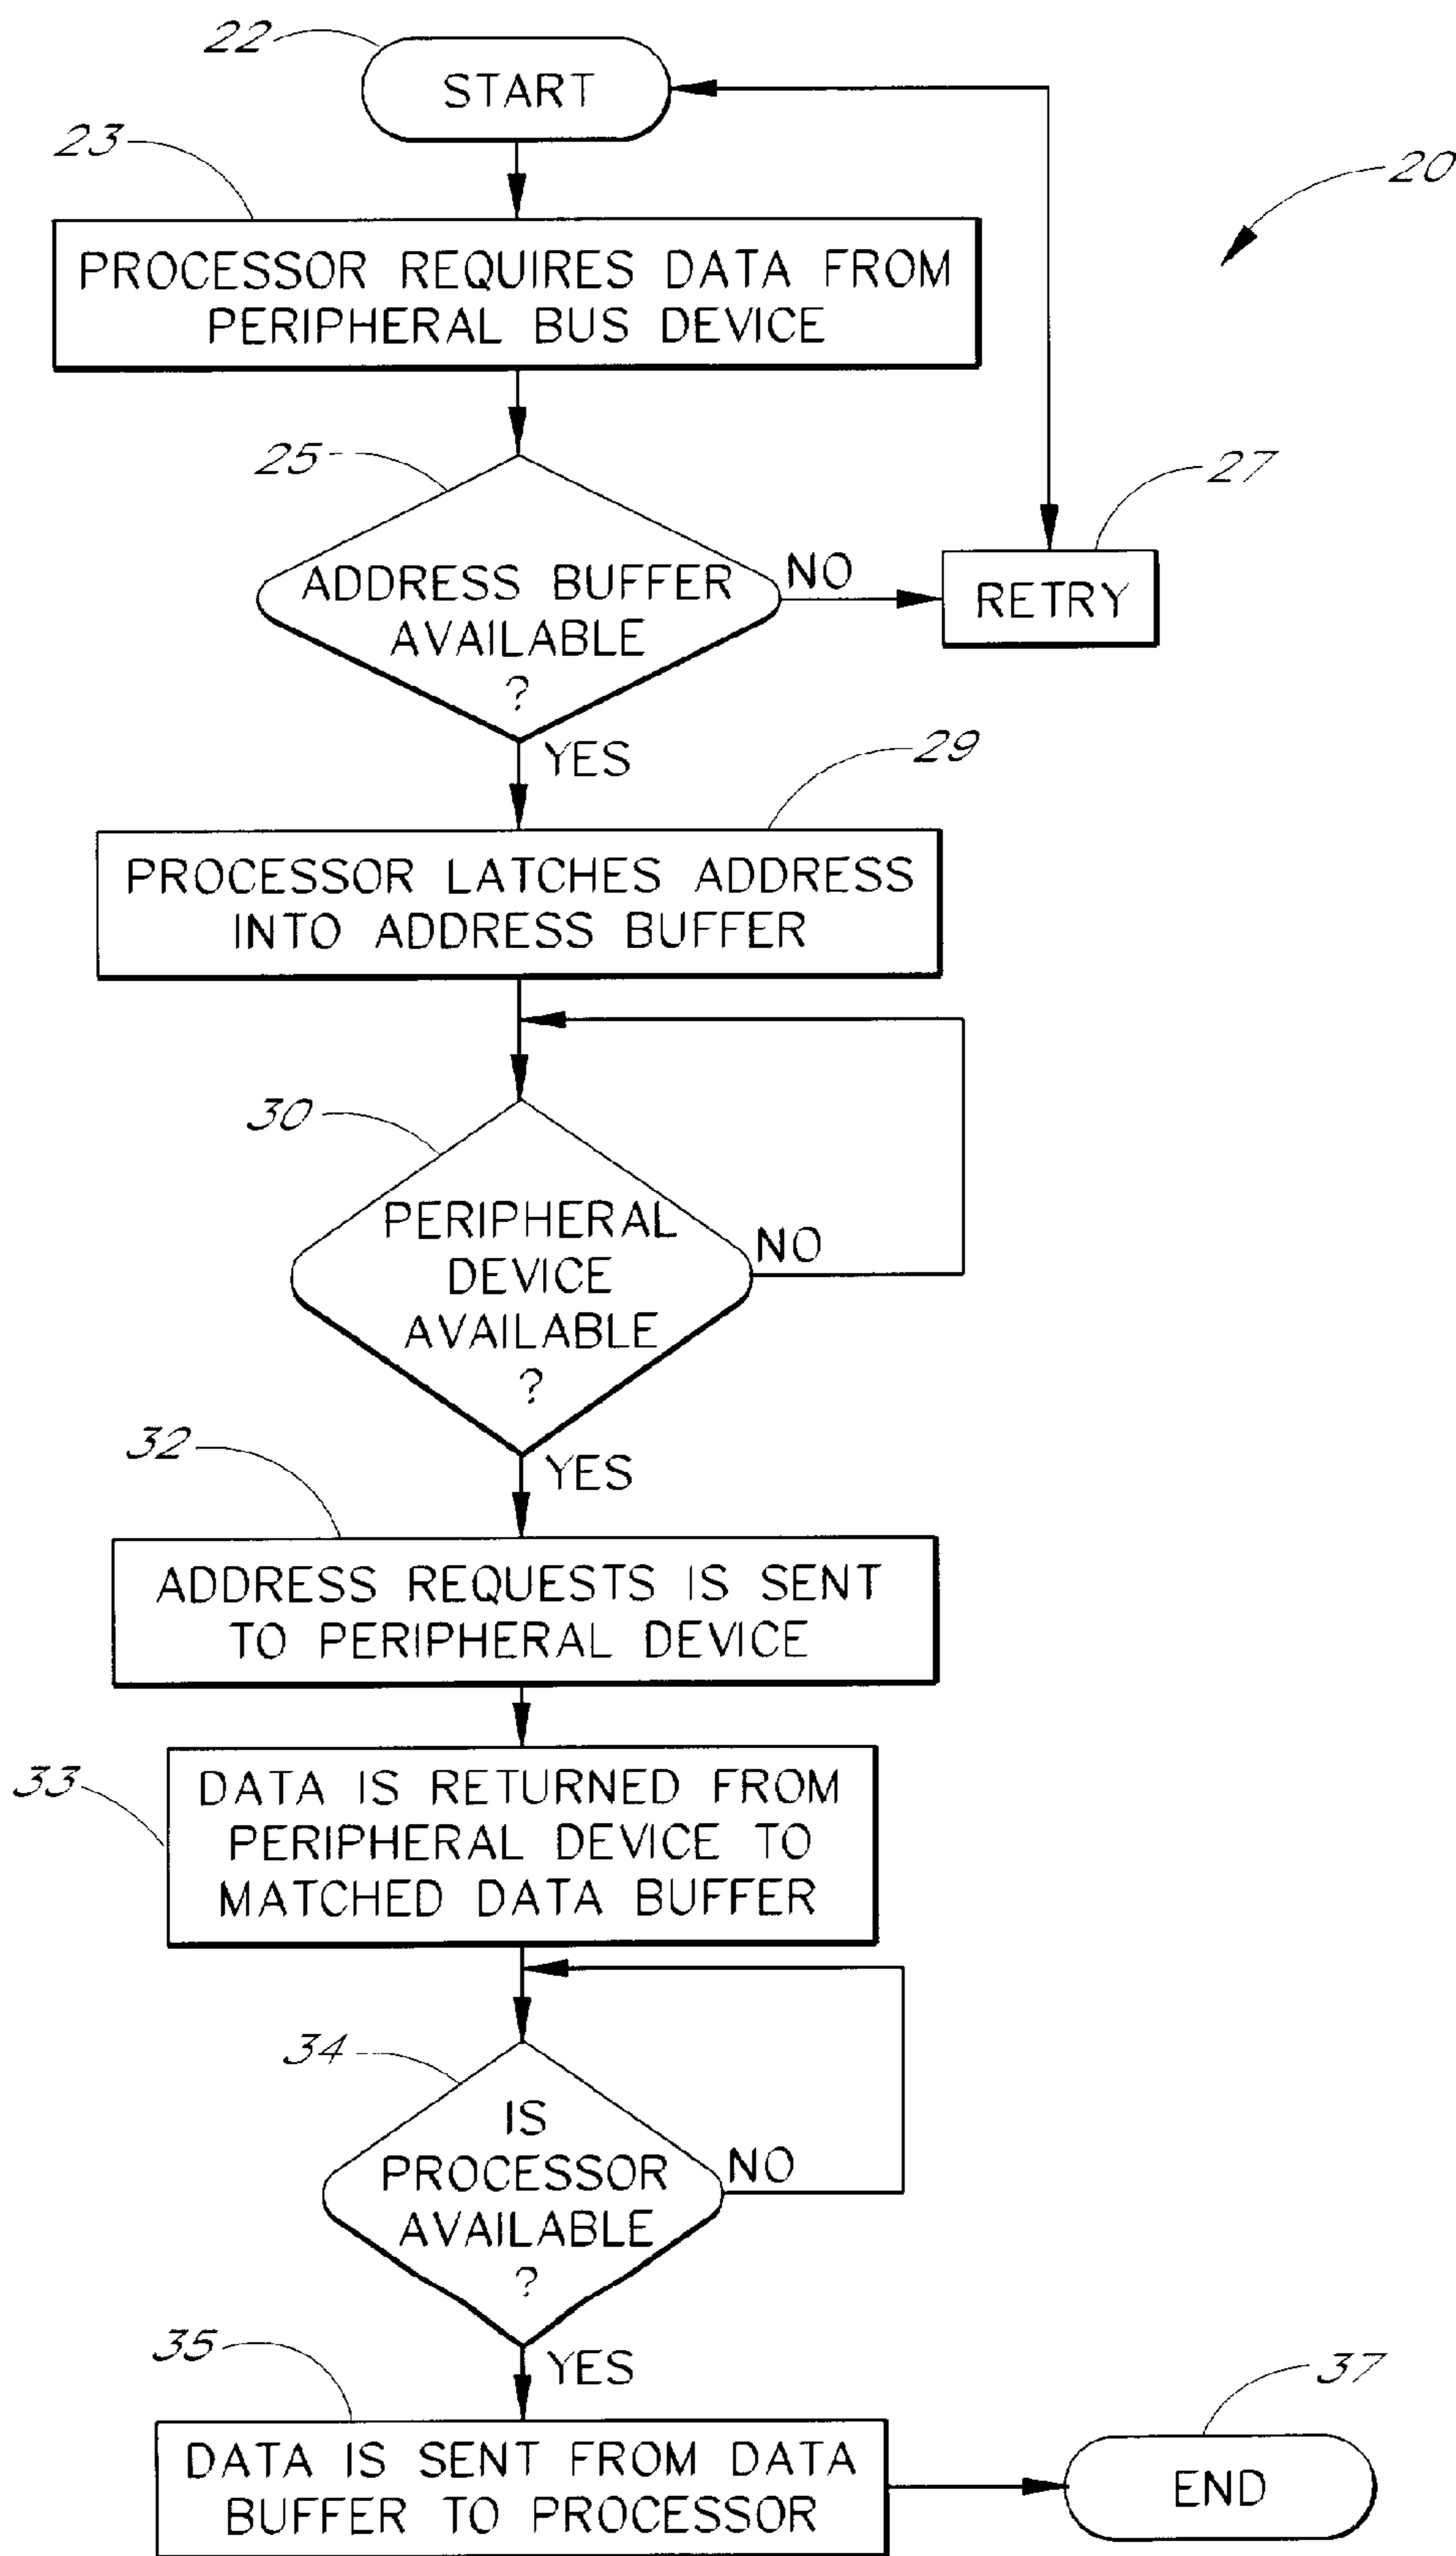 22
START
23
20
PROCESSOR REQUIRES DATA FROM
PERIPHERAL BUS DEVICE
25
27
ADDRESS BUFFER
AVAILABLE
?
NO
RETRY
YES
29
PROCESSOR LATCHES ADDRESS
INTO ADDRESS BUFFER
30
PERIPHERAL
DEVICE
AVAILABLE
?
NO
32
YES
ADDRESS REQUESTS IS SENT
TO PERIPHERAL DEVICE
33
DATA IS RETURNED FROM
PERIPHERAL DEVICE TO
MATCHED DATA BUFFER
34
IS
PROCESSOR
AVAILABLE
?
NO
35
YES
37
DATA IS SENT FROM DATA
BUFFER TO PROCESSOR
END